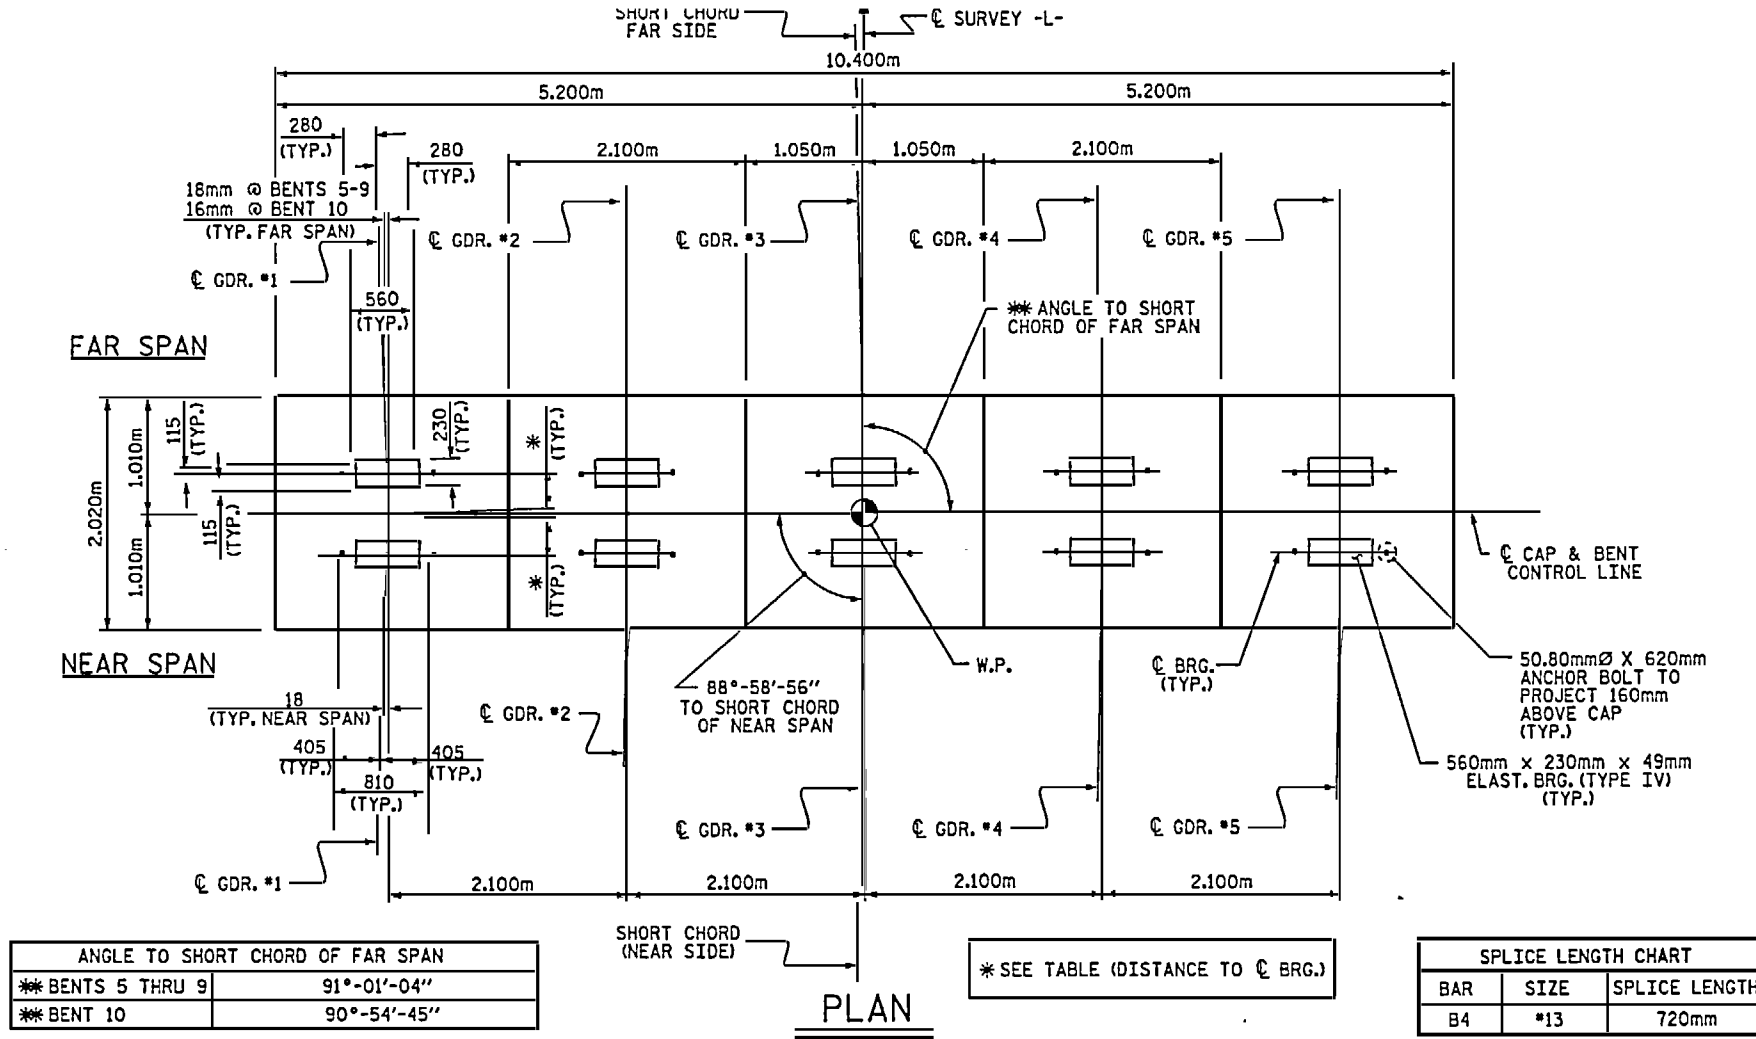 SHORT CHORD
FAR SIDE
℄ SURVEY -L-
10.400m
5.200m
5.200m
280
(TYP.)
280
(TYP.)
2.100m
1.050m
1.050m
2.100m
18mm @ BENTS 5-9
16mm @ BENT 10
(TYP. FAR SPAN)
℄ GDR. #1
℄ GDR. #2
℄ GDR. #3
℄ GDR. #4
℄ GDR. #5
560
(TYP.)
** ANGLE TO SHORT
CHORD OF FAR SPAN
FAR SPAN
2.020m
1.010m
1.010m
115
(TYP.)
115
(TYP.)
230
(TYP.)
*
(TYP.)
*
(TYP.)
℄ CAP & BENT
CONTROL LINE
NEAR SPAN
W.P.
℄ BRG.
(TYP.)
50.80mmØ X 620mm
ANCHOR BOLT TO
PROJECT 160mm
ABOVE CAP
(TYP.)
88°-58'-56"
TO SHORT CHORD
OF NEAR SPAN
18
(TYP. NEAR SPAN)
℄ GDR. #2
405
(TYP.)
405
(TYP.)
810
(TYP.)
560mm x 230mm x 49mm
ELAST. BRG. (TYPE IV)
(TYP.)
℄ GDR. #3
℄ GDR. #4
℄ GDR. #5
℄ GDR. #1
2.100m
2.100m
2.100m
2.100m
SHORT CHORD
(NEAR SIDE)
ANGLE TO SHORT CHORD OF FAR SPAN
** BENTS 5 THRU 9 91°-01'-04"
** BENT 10 90°-54'-45"
PLAN
* SEE TABLE (DISTANCE TO ℄ BRG.)
SPLICE LENGTH CHART
BAR SIZE SPLICE LENGTH
B4 #13 720mm